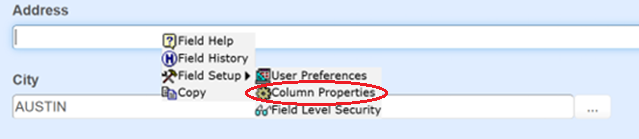 Address
Field Help
Field History
Field Setup
User Preferences
Copy
Column Properties
City
Field Level Security
AUSTIN
...